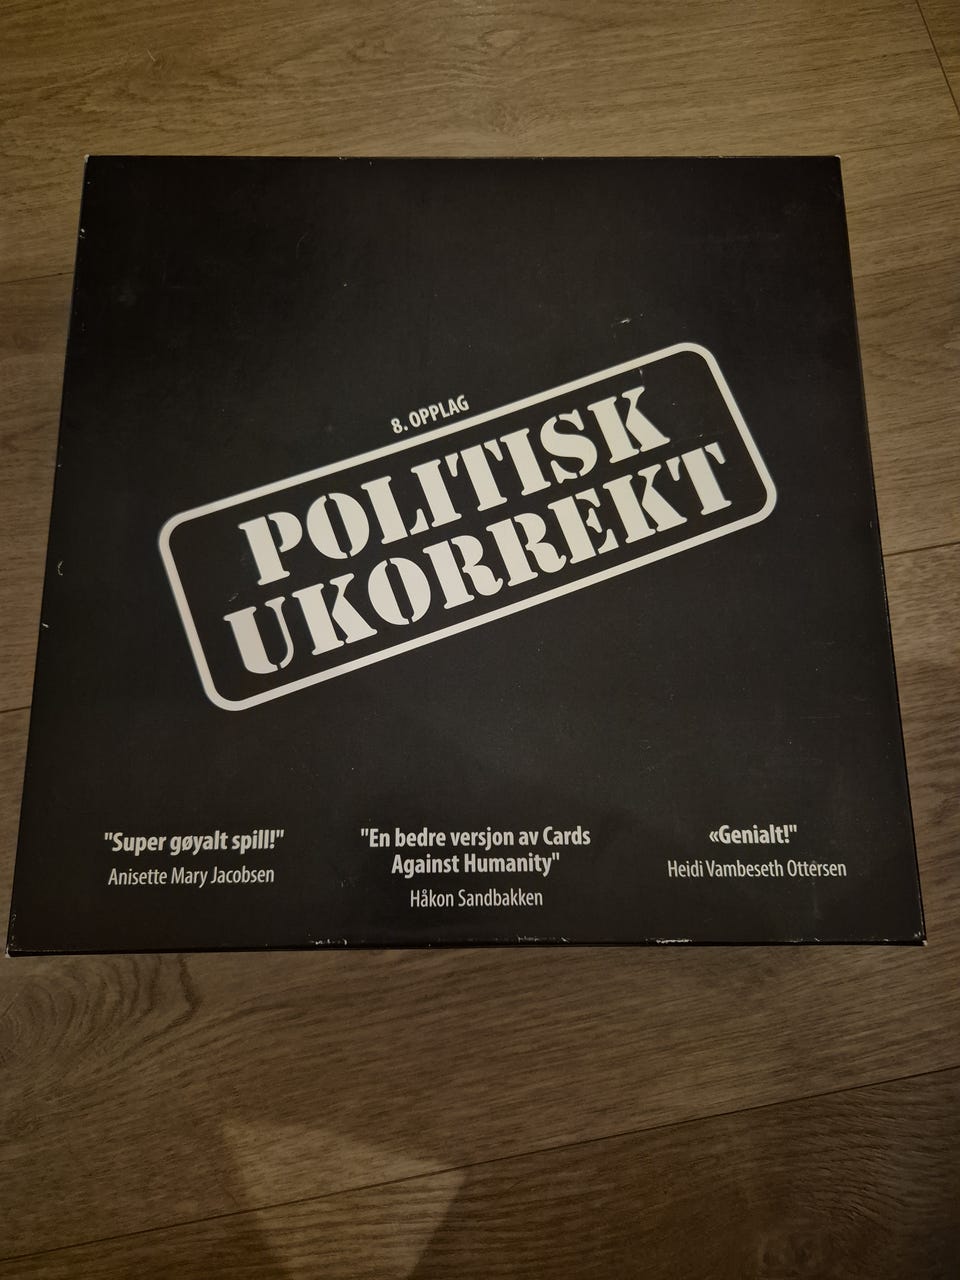 8. OPPLAG
POLITISK
UKORREKT
"Super gøyalt spill!"
Anisette Mary Jacobsen
"En bedre versjon av Cards
Against Humanity"
Håkon Sandbakken
«Genialt!"
Heidi Vambeseth Ottersen